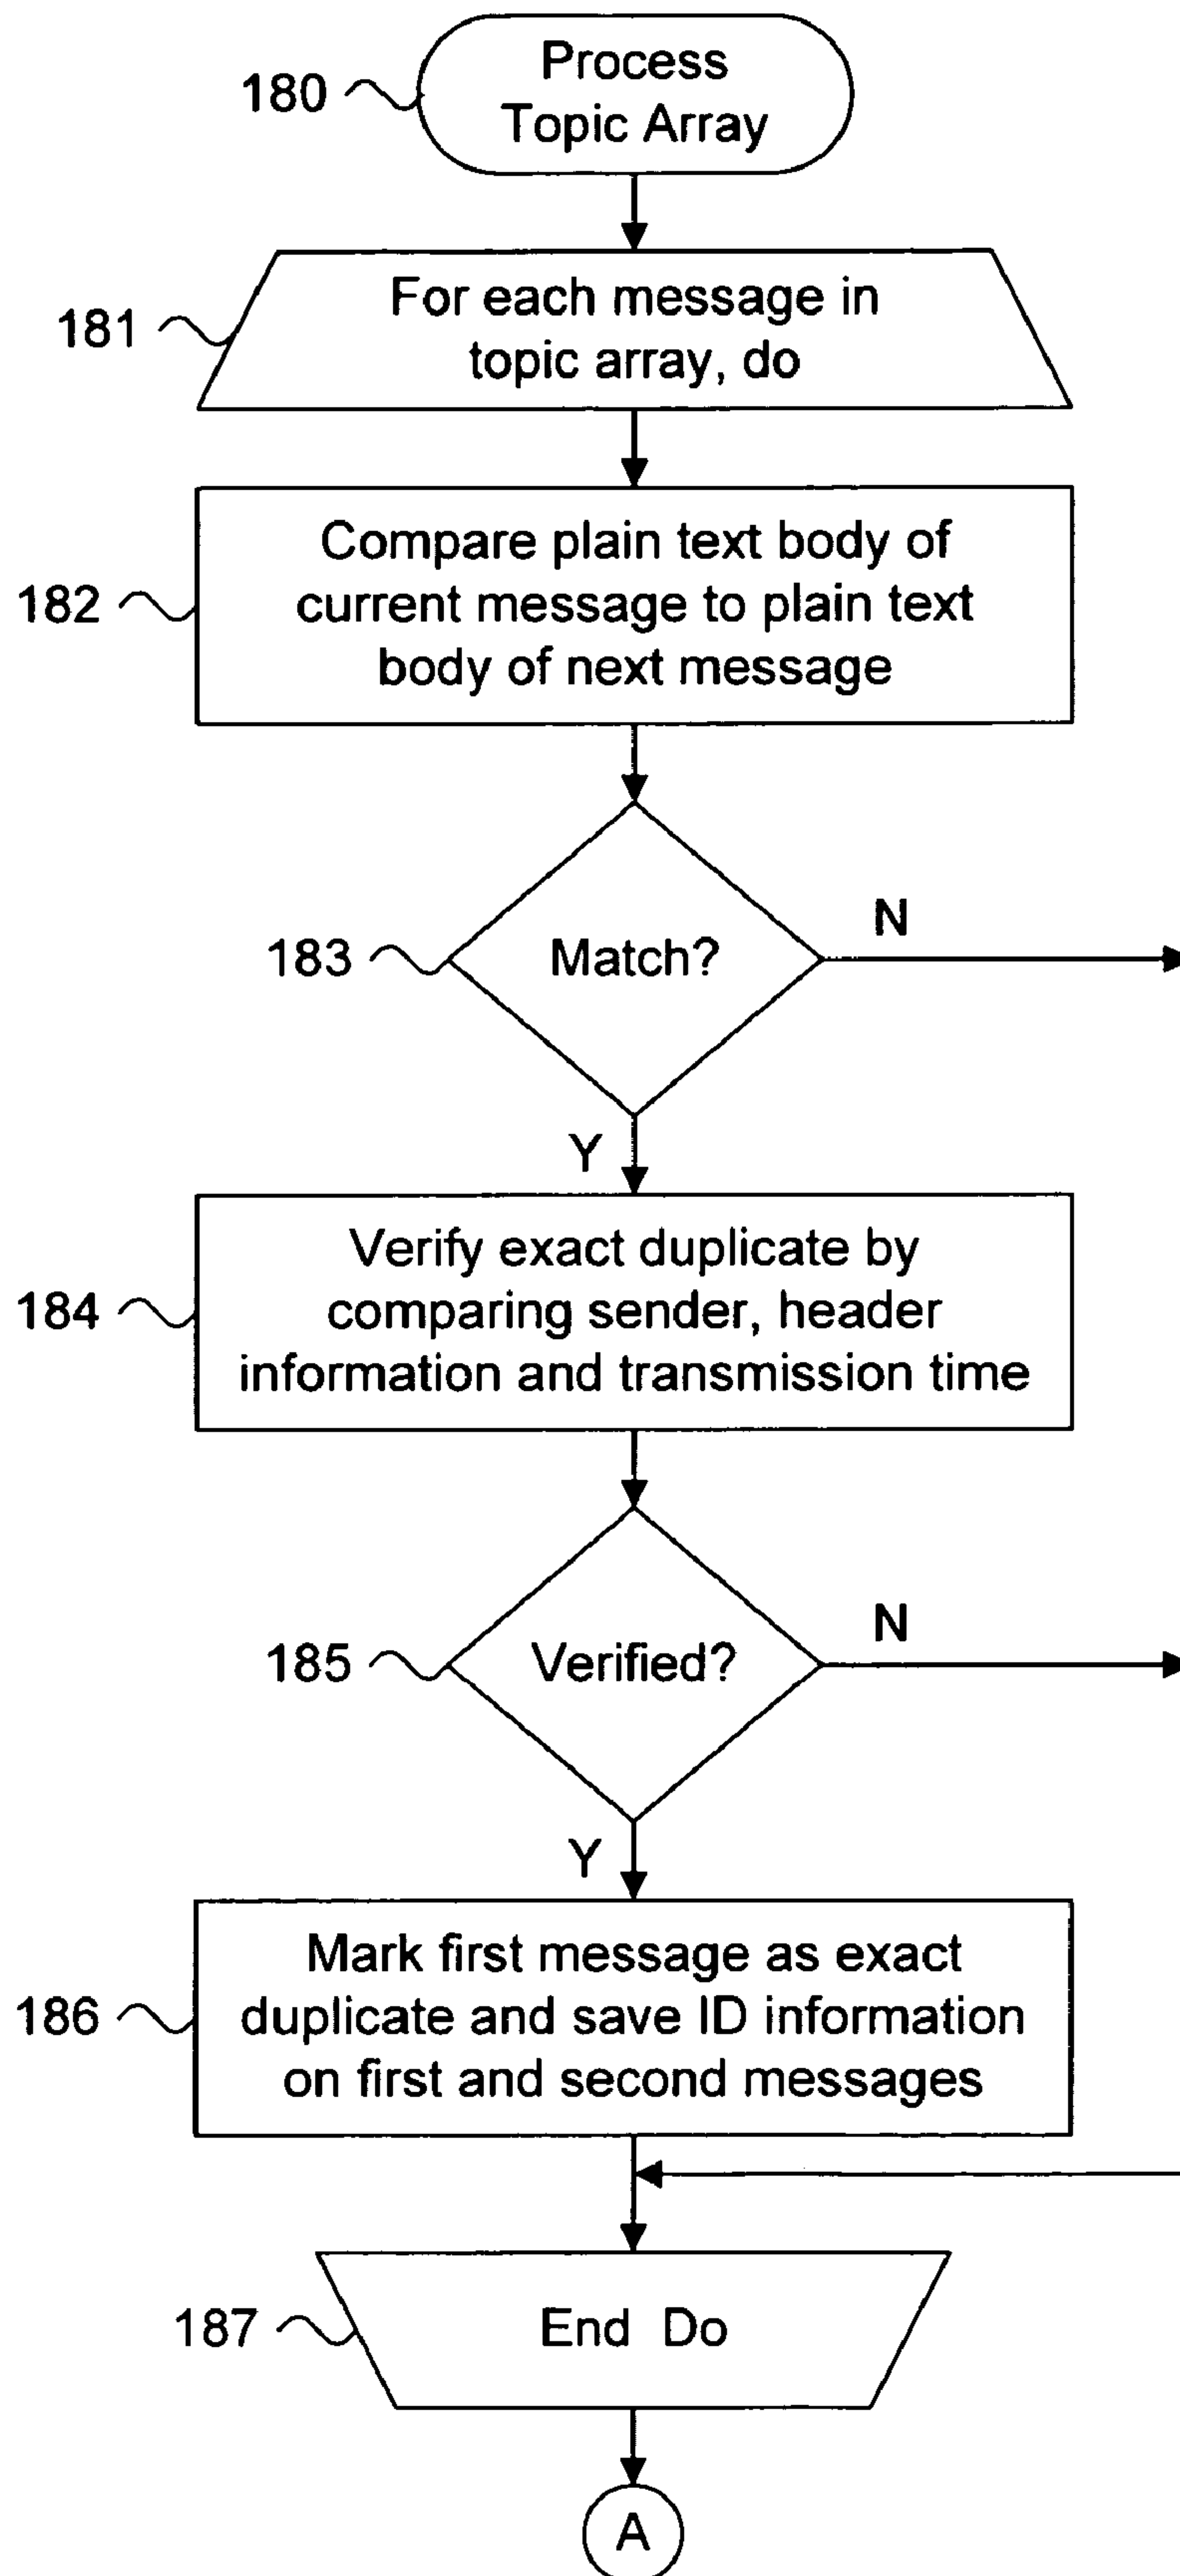 180
Process
Topic Array
181
For each message in
topic array, do
182
Compare plain text body of
current message to plain text
body of next message
183
Match?
N
Y
184
Verify exact duplicate by
comparing sender, header
information and transmission time
185
Verified?
N
Y
186
Mark first message as exact
duplicate and save ID information
on first and second messages
187
End Do
A